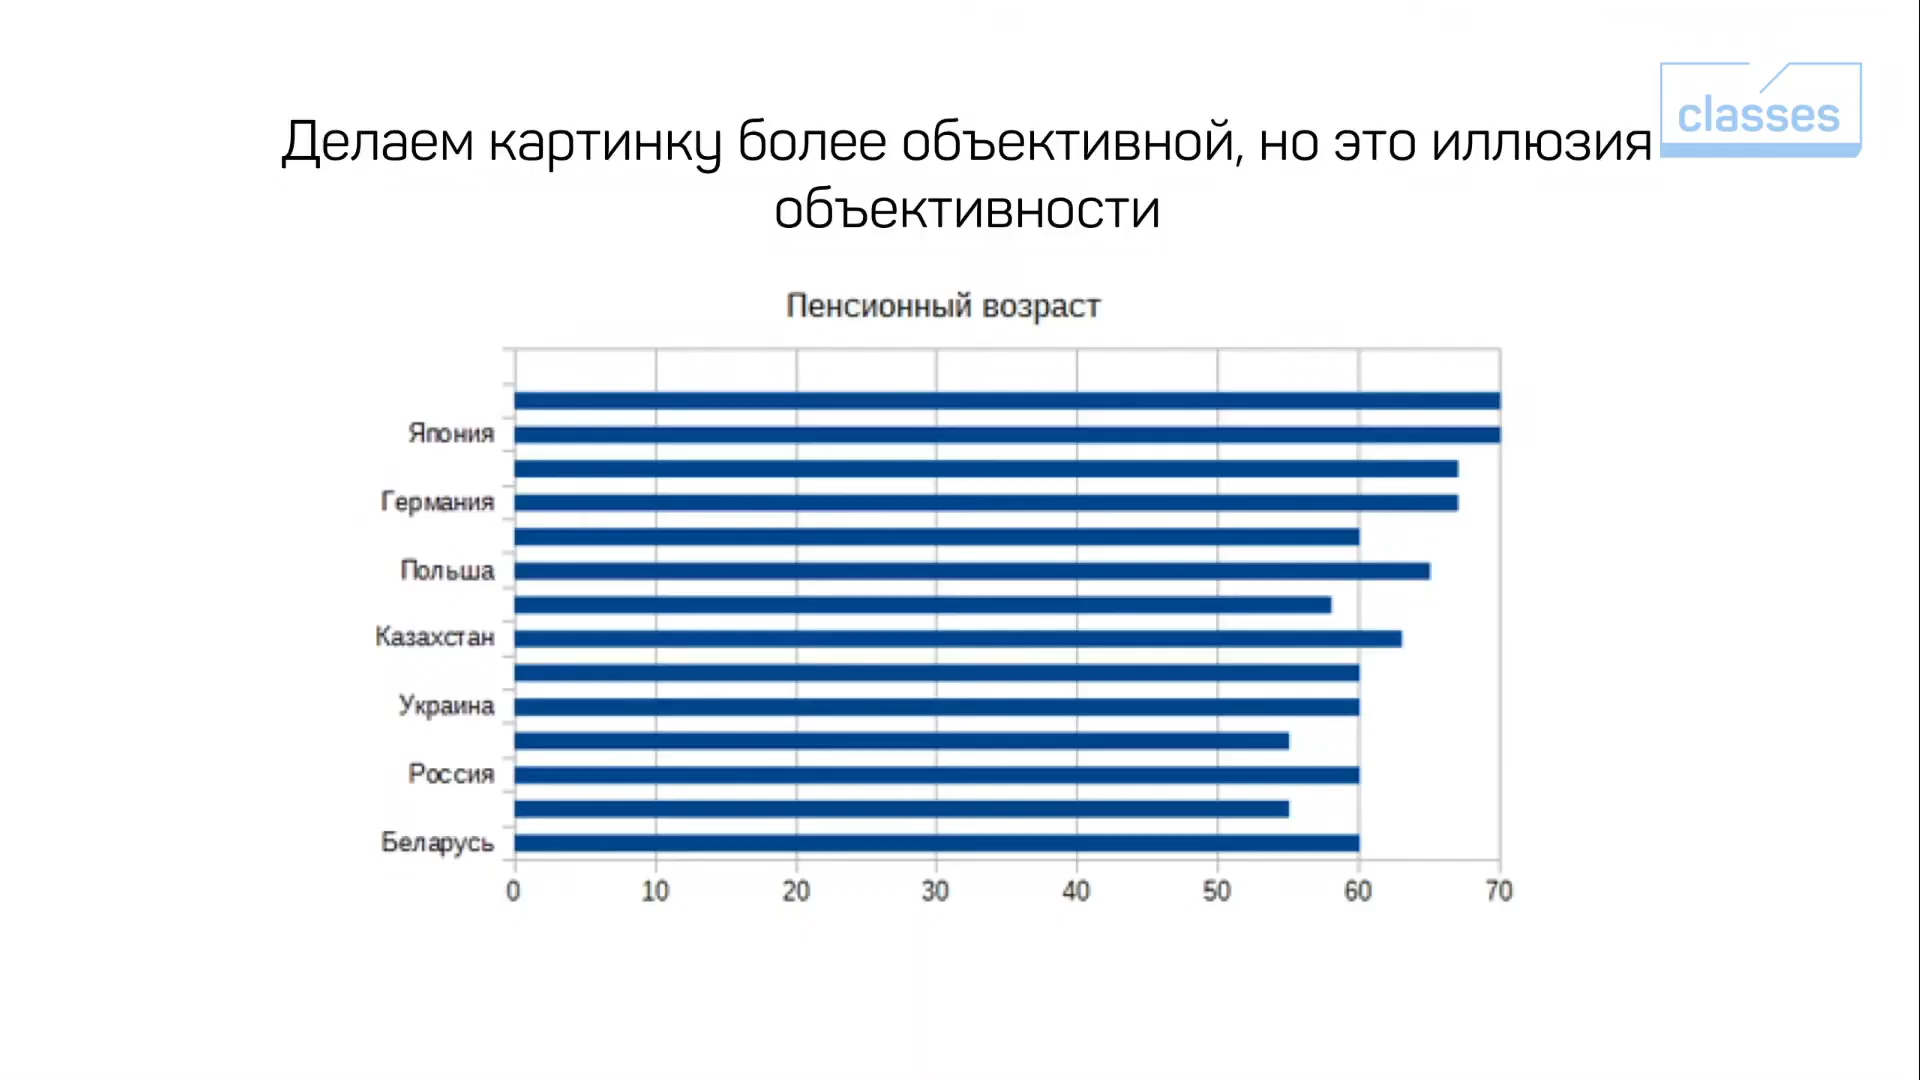 classes
Делаем картинку более объективной, но это иллюзия
объективности
Пенсионный возраст
Япония
Германия
Польша
Казахстан
Украина
Россия
Беларусь
0 10 20 30 40 50 60 70